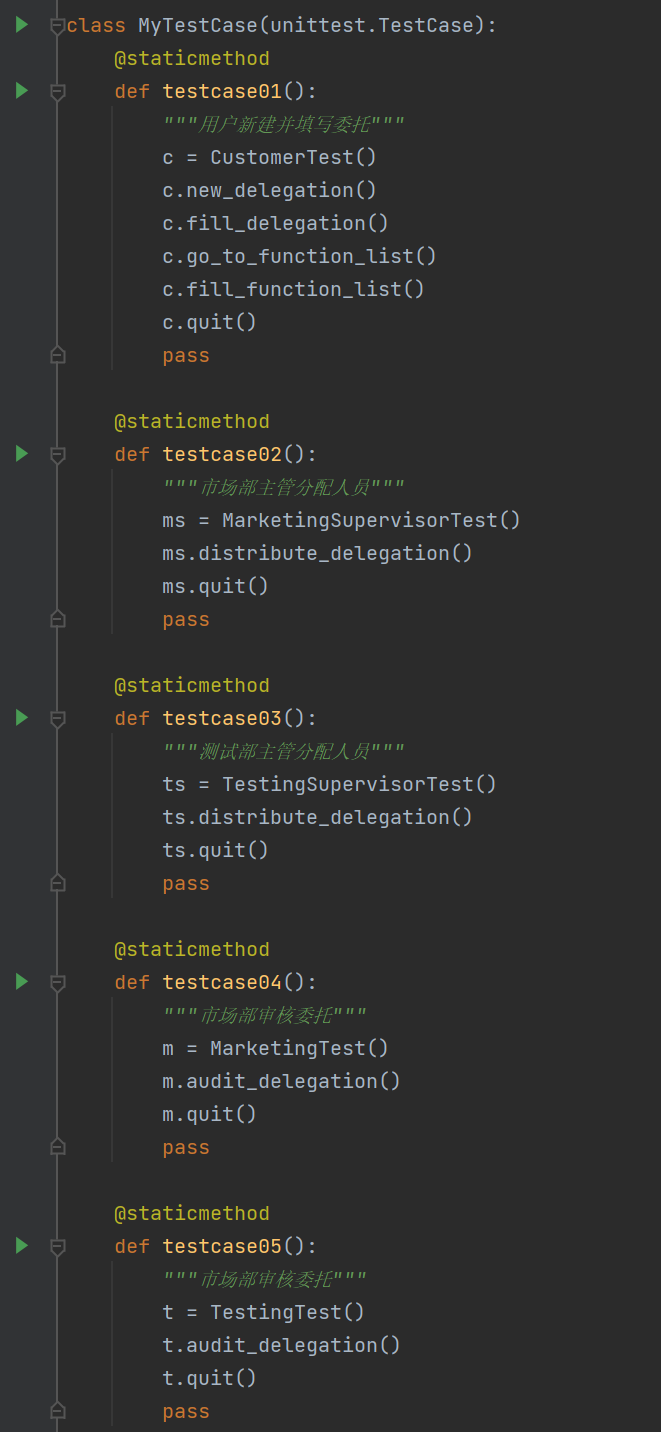 class MyTestCase(unittest.TestCase):
@staticmethod
def testcase01():
"""用户新建并填写委托"""
c = CustomerTest()
c.new_delegation()
c.fill_delegation()
c.go_to_function_list()
c.fill_function_list()
c.quit()
pass
@staticmethod
def testcase02():
"""市场部主管分配人员"""
ms = MarketingSupervisorTest()
ms.distribute_delegation()
ms.quit()
pass
@staticmethod
def testcase03():
"""测试部主管分配人员"""
ts = TestingSupervisorTest()
ts.distribute_delegation()
ts.quit()
pass
@staticmethod
def testcase04():
"""市场部审核委托"""
m = MarketingTest()
m.audit_delegation()
m.quit()
pass
@staticmethod
def testcase05():
"""市场部审核委托"""
t = TestingTest()
t.audit_delegation()
t.quit()
pass